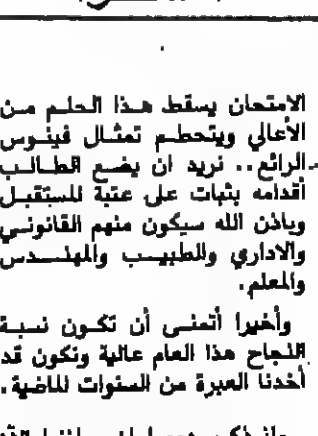 الامتحان يسقط هذا الحلم من
الأعالي ويتحطم تمثال فينوس
الرائع .. نريد ان يضع الطالب
أقدامه بثبات على عتبة المستقبل
وباذن الله سيكون منهم القانوني
والاداري والطبيب والمهندس
والمعلم .
وأخيرا أتمنى أن تكون نسبة
النجاح هذا العام عالية ونكون قد
أخذنا العبرة من السنوات الماضية .